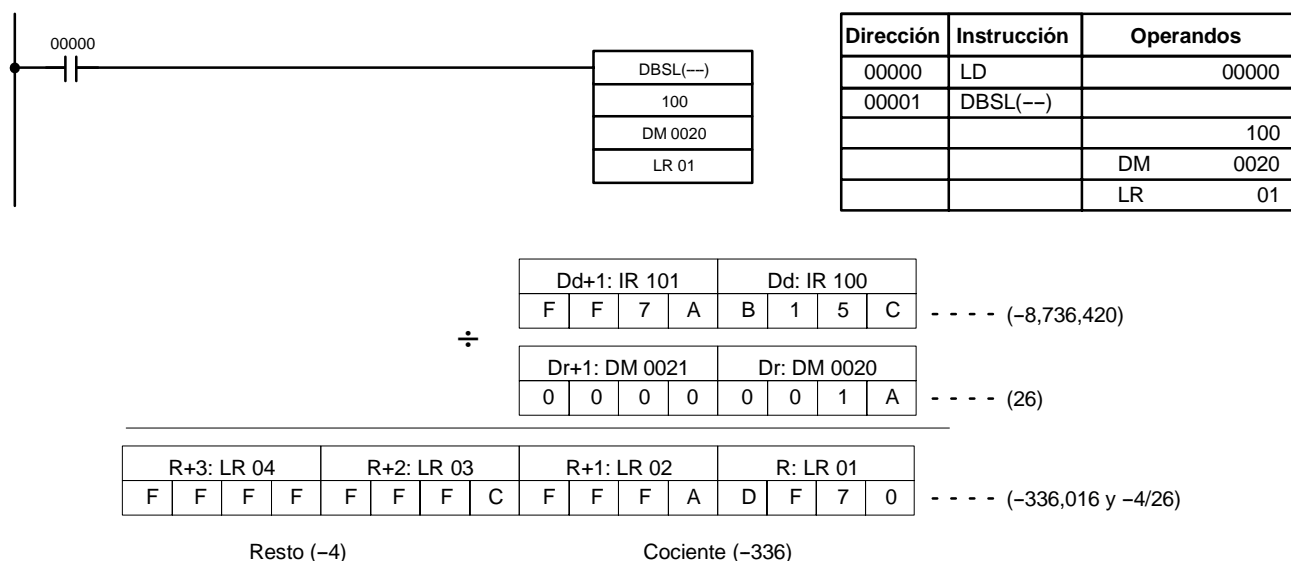 00000
DBSL(−−)
100
DM 0020
LR 01
Dirección Instrucción Operandos
00000 LD 00000
00001 DBSL(−−)
100
DM 0020
LR 01
Dd+1: IR 101 Dd: IR 100
F F 7 A B 1 5 C - - - - (−8,736,420)
÷
Dr+1: DM 0021 Dr: DM 0020
0 0 0 0 0 0 1 A - - - - (26)
R+3: LR 04 R+2: LR 03 R+1: LR 02 R: LR 01
F F F F F F F C F F F A D F 7 0 - - - - (−336,016 y −4/26)
Resto (−4) Cociente (−336)